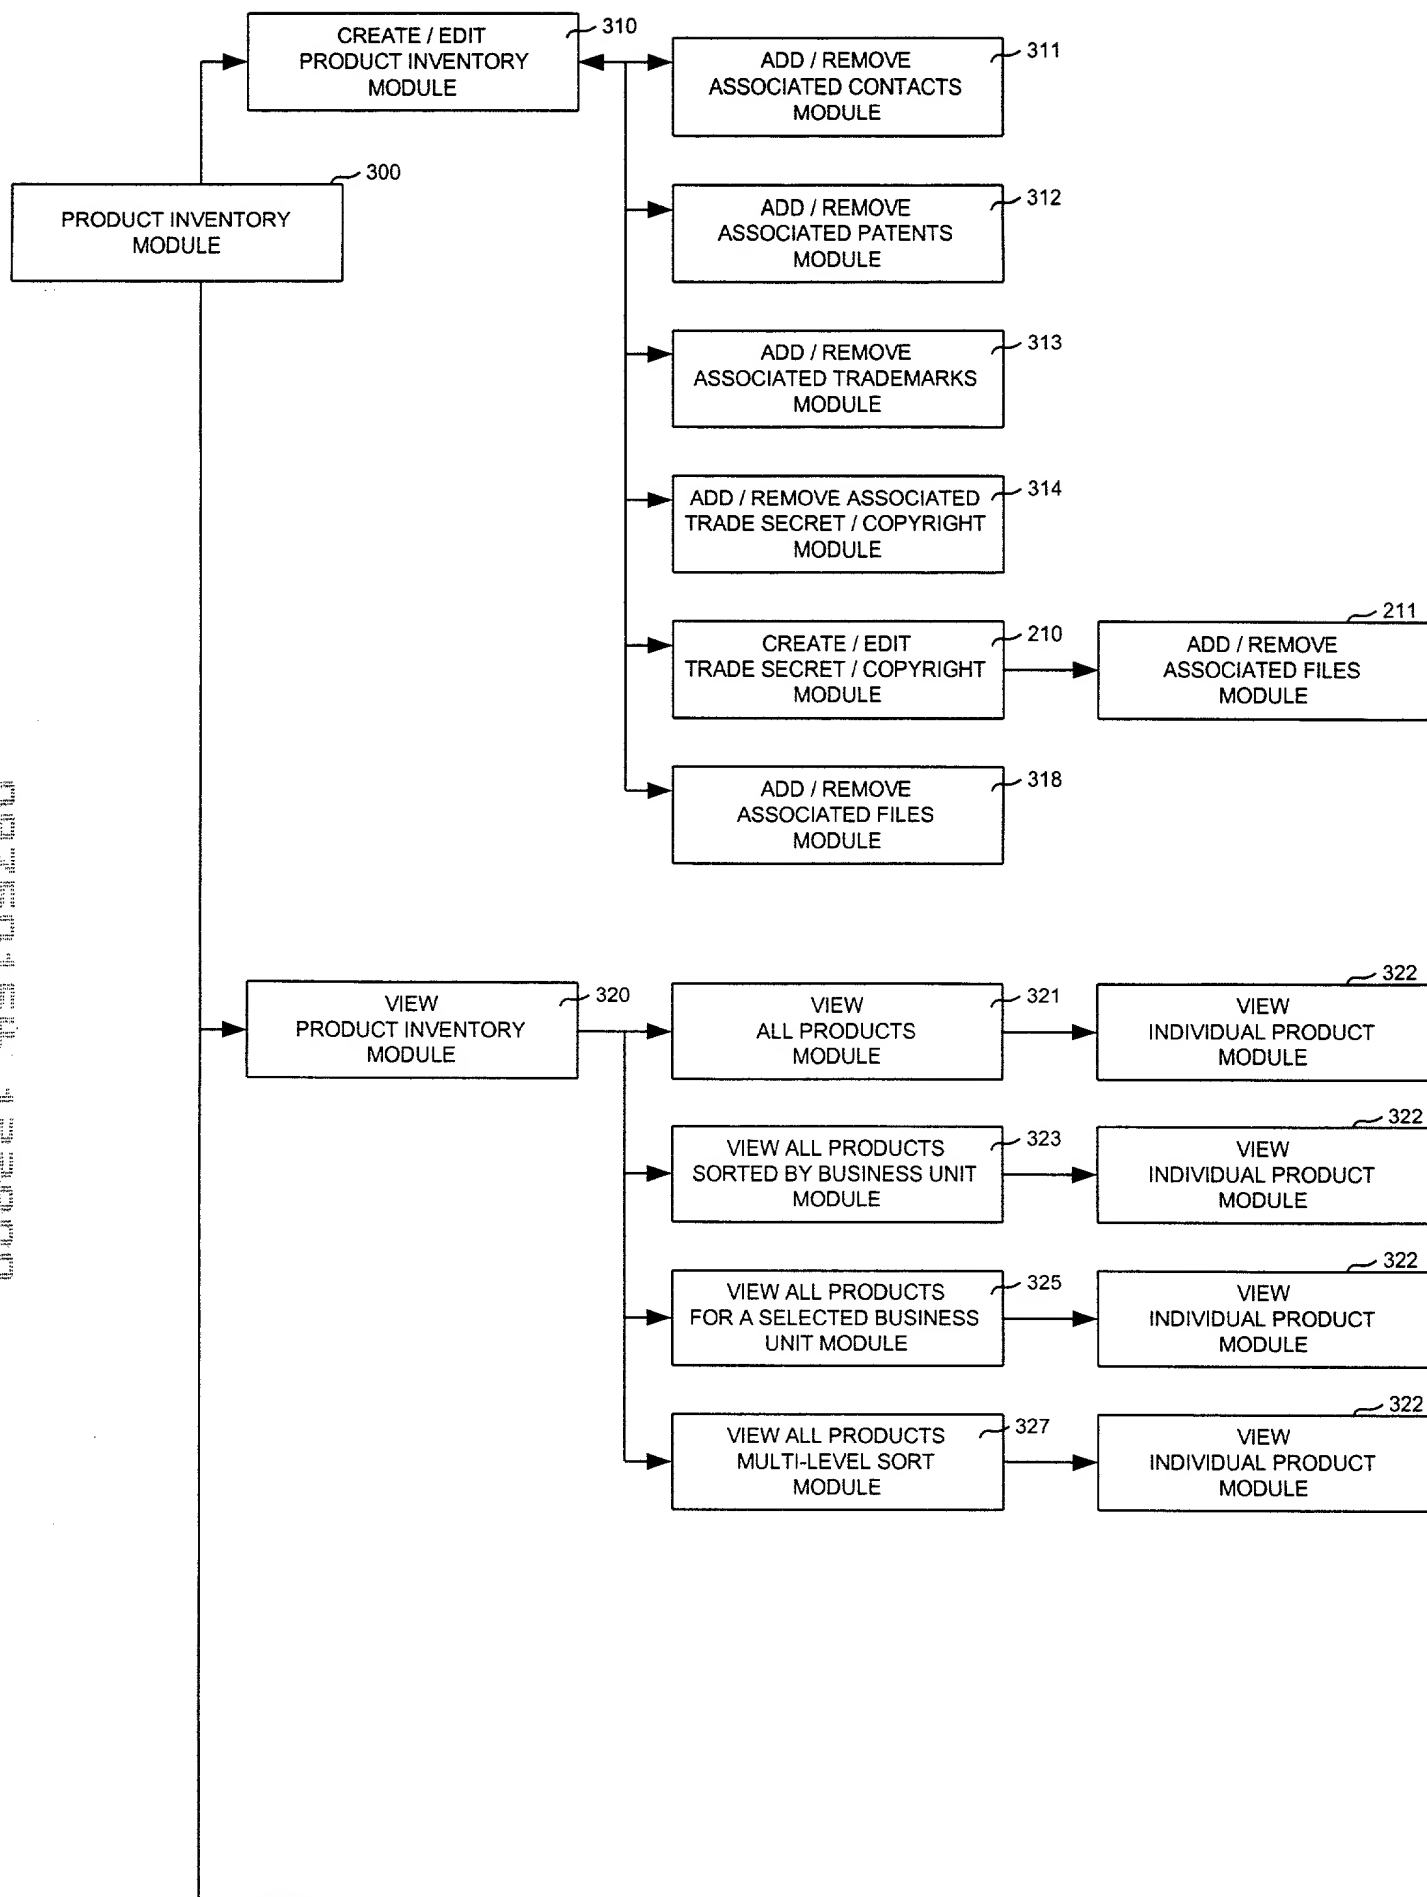 CREATE / EDIT
PRODUCT INVENTORY
MODULE
310
ADD / REMOVE
ASSOCIATED CONTACTS
MODULE
311
PRODUCT INVENTORY
MODULE
300
ADD / REMOVE
ASSOCIATED PATENTS
MODULE
312
ADD / REMOVE
ASSOCIATED TRADEMARKS
MODULE
313
ADD / REMOVE ASSOCIATED
TRADE SECRET / COPYRIGHT
MODULE
314
CREATE / EDIT
TRADE SECRET / COPYRIGHT
MODULE
210
ADD / REMOVE
ASSOCIATED FILES
MODULE
211
ADD / REMOVE
ASSOCIATED FILES
MODULE
318
VIEW
PRODUCT INVENTORY
MODULE
320
VIEW
ALL PRODUCTS
MODULE
321
VIEW
INDIVIDUAL PRODUCT
MODULE
322
VIEW ALL PRODUCTS
SORTED BY BUSINESS UNIT
MODULE
323
VIEW
INDIVIDUAL PRODUCT
MODULE
322
VIEW ALL PRODUCTS
FOR A SELECTED BUSINESS
UNIT MODULE
325
VIEW
INDIVIDUAL PRODUCT
MODULE
322
VIEW ALL PRODUCTS
MULTI-LEVEL SORT
MODULE
327
VIEW
INDIVIDUAL PRODUCT
MODULE
322